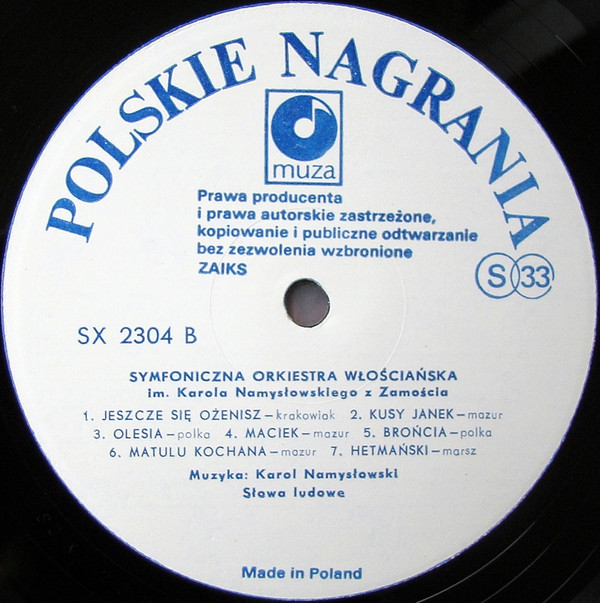 POLSKIE NAGRANIA
muza
Prawa producenta
i prawa autorskie zastrzeżone,
kopiowanie i publiczne odtwarzanie
bez zezwolenia wzbronione
ZAIKS
S 33
SX 2304 B
SYMFONICZNA ORKIESTRA WŁOŚCIAŃSKA
im. Karola Namysłowskiego z Zamościa
1. JESZCZE SIĘ OŻENISZ – krakowiak 2. KUSY JANEK – mazur
3. OLESIA – polka 4. MACIEK – mazur 5. BROŃCIA – polka
6. MATULU KOCHANA – mazur 7. HETMAŃSKI – marsz
Muzyka: Karol Namysłowski
Słowa ludowe
Made in Poland